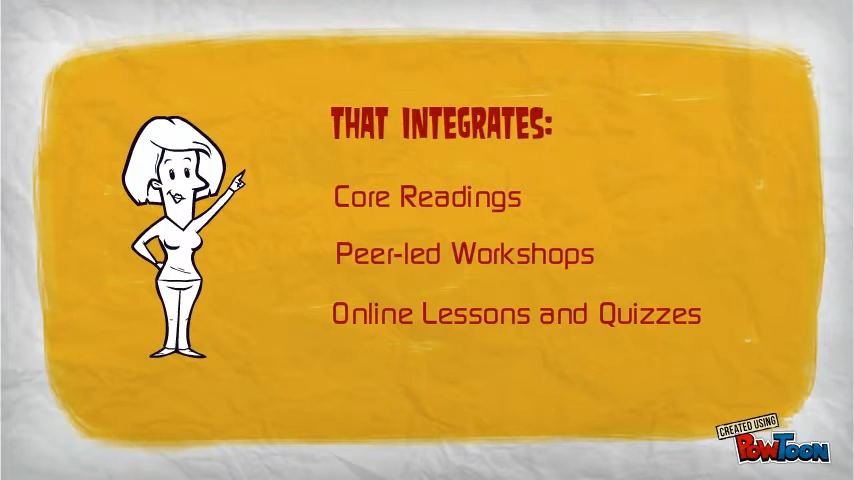 THAT INTEGRATES:
Core Readings
Peer-led Workshops
Online Lessons and Quizzes
CREATED USING
POWTOON